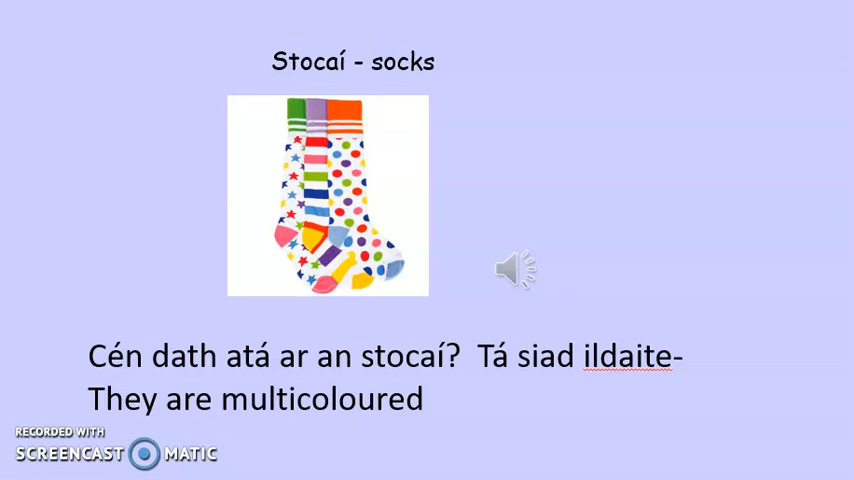 Stocaí - socks
Cén dath atá ar an stocaí? Tá siad ildaite-
They are multicoloured
RECORDED WITH
SCREENCAST MATIC